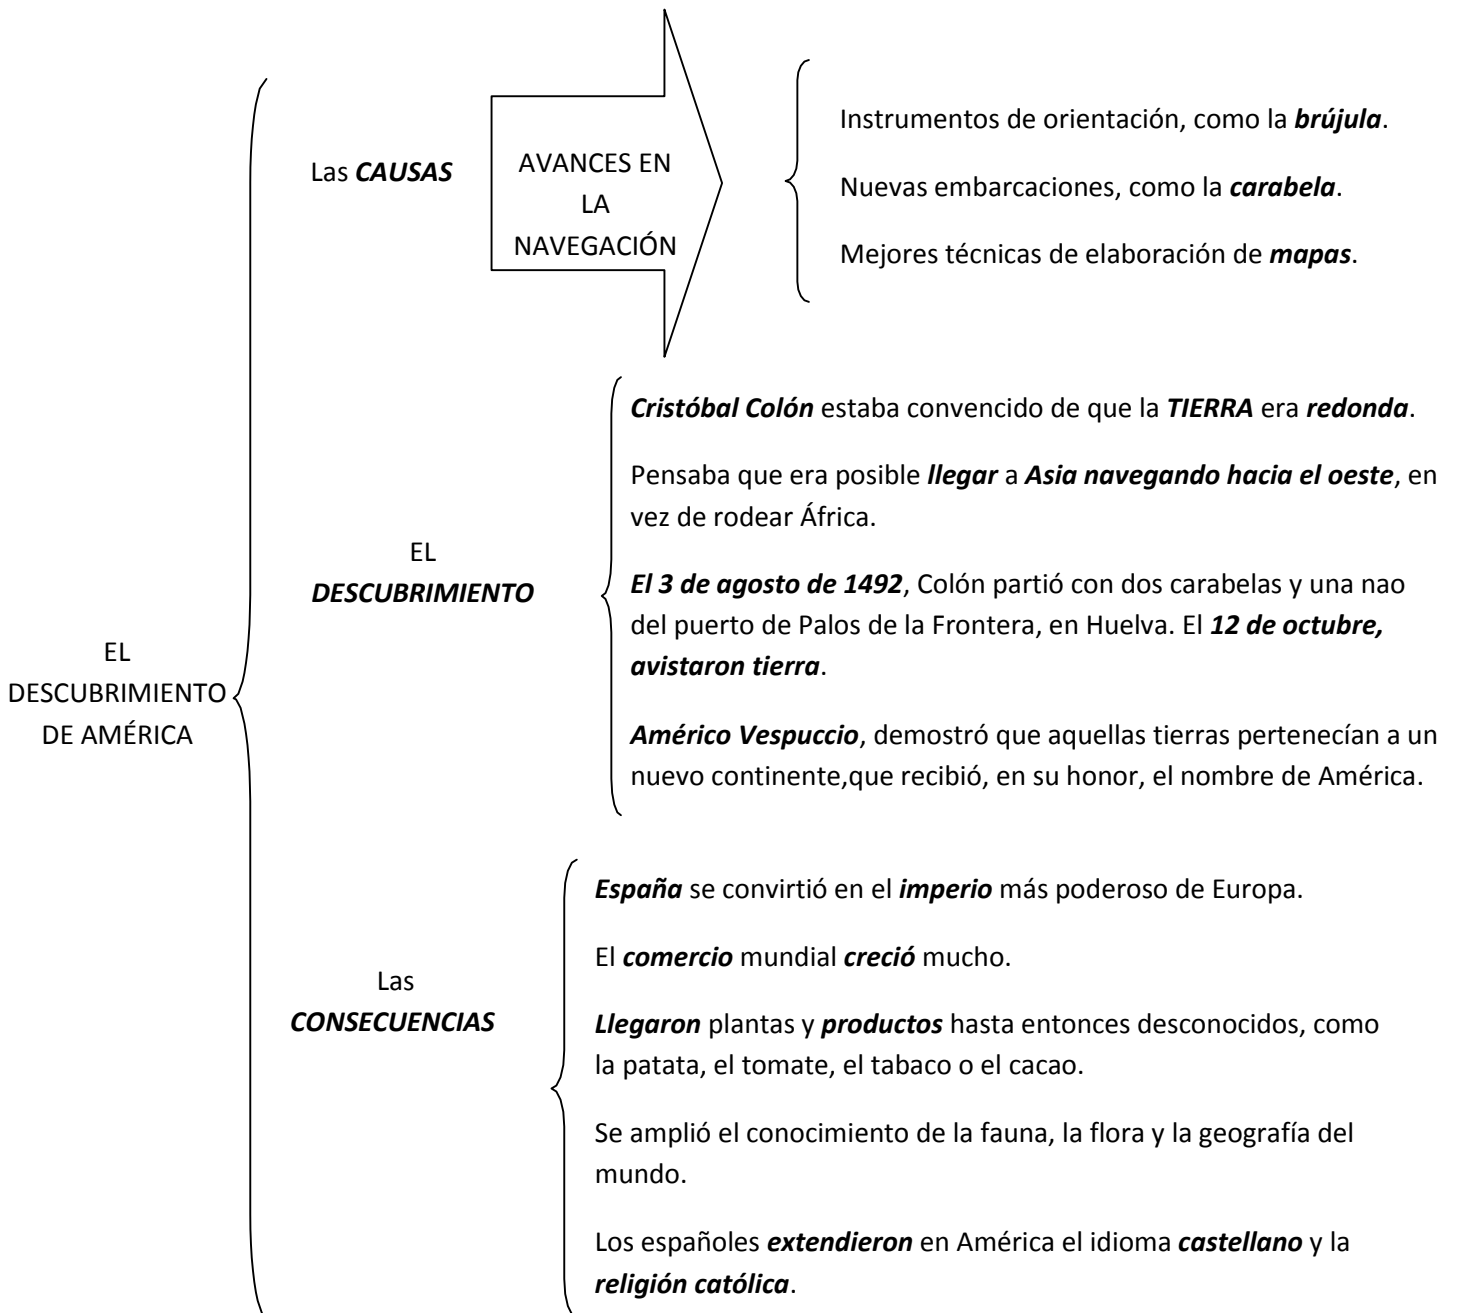 EL
DESCUBRIMIENTO
DE AMÉRICA
Las CAUSAS
AVANCES EN
LA
NAVEGACIÓN
Instrumentos de orientación, como la brújula.
Nuevas embarcaciones, como la carabela.
Mejores técnicas de elaboración de mapas.
EL
DESCUBRIMIENTO
Cristóbal Colón estaba convencido de que la TIERRA era redonda.
Pensaba que era posible llegar a Asia navegando hacia el oeste, en
vez de rodear África.
El 3 de agosto de 1492, Colón partió con dos carabelas y una nao
del puerto de Palos de la Frontera, en Huelva. El 12 de octubre,
avistaron tierra.
Américo Vespuccio, demostró que aquellas tierras pertenecían a un
nuevo continente,que recibió, en su honor, el nombre de América.
Las
CONSECUENCIAS
España se convirtió en el imperio más poderoso de Europa.
El comercio mundial creció mucho.
Llegaron plantas y productos hasta entonces desconocidos, como
la patata, el tomate, el tabaco o el cacao.
Se amplió el conocimiento de la fauna, la flora y la geografía del
mundo.
Los españoles extendieron en América el idioma castellano y la
religión católica.